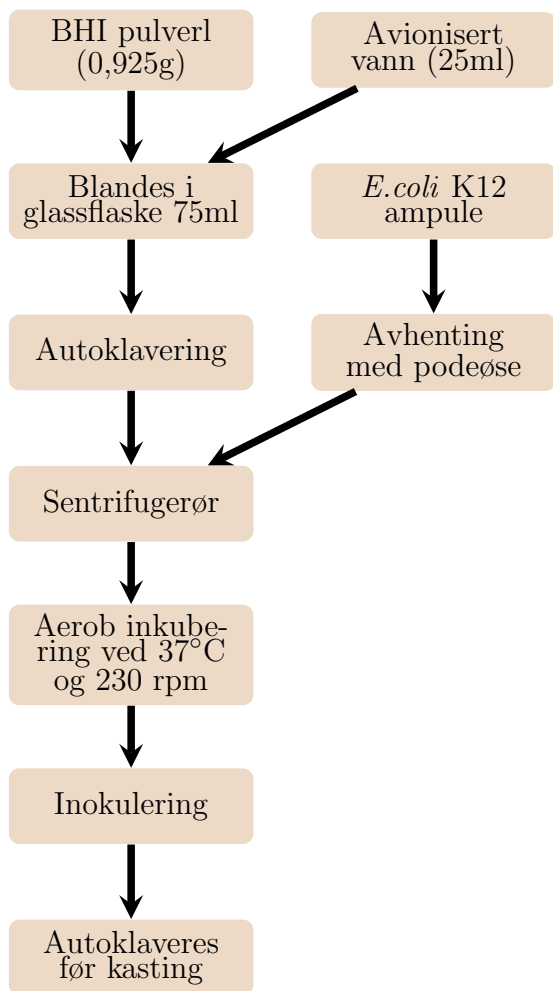 BHI pulverl
(0,925g)
Avionisert
vann (25ml)
Blandes i
glassflaske 75ml
E.coli K12
ampule
Autoklavering
Avhenting
med podeøse
Sentrifugerør
Aerob inkube-
ring ved 37°C
og 230 rpm
Inokulering
Autoklaveres
før kasting